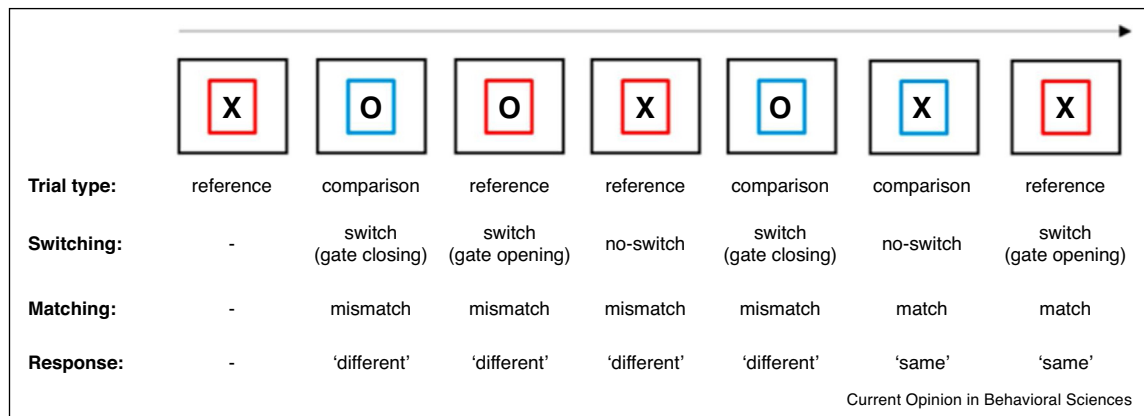 X O O X O X X
Trial type: reference comparison reference reference comparison comparison reference
Switching: - switch (gate closing) switch (gate opening) no-switch switch (gate closing) no-switch switch (gate opening)
Matching: - mismatch mismatch mismatch mismatch match match
Response: - ‘different’ ‘different’ ‘different’ ‘different’ ‘same’ ‘same’
Current Opinion in Behavioral Sciences